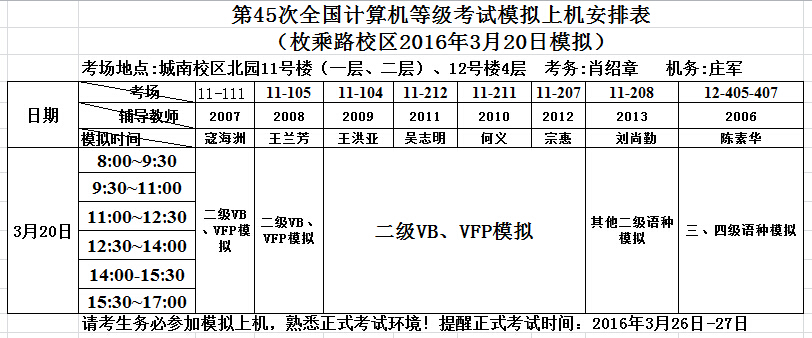 第45次全国计算机等级考试模拟上机安排表
（枚乘路校区2016年3月20日模拟）
考场地点:城南校区北园11号楼（一层、二层）、12号楼4层 考务:肖绍章 机务:庄军
日期 考场 11-111 11-105 11-104 11-212 11-211 11-207 11-208 12-405-407
辅导教师 2007 2008 2009 2011 2010 2012 2013 2006
模拟时间 寇海洲 王兰芳 王洪亚 吴志明 何义 宗惠 刘尚勤 陈素华
3月20日
8:00~9:30
9:30~11:00
11:00~12:30
12:30~14:00
14:00-15:30
15:30~17:00
二级VB
、VFP模
拟
二级VB、
VFP模拟
二级VB、VFP模拟
其他二级语种
模拟
三、四级语种模拟
请考生务必参加模拟上机，熟悉正式考试环境！提醒正式考试时间：2016年3月26日-27日